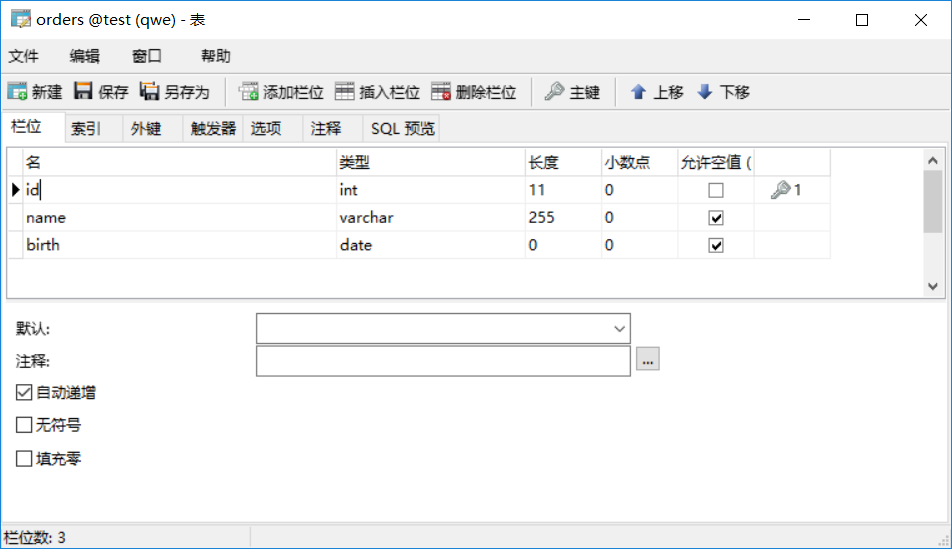 orders @test (qwe) - 表
文件 编辑 窗口 帮助
新建 保存 另存为 添加栏位 插入栏位 删除栏位 主键 上移 下移
栏位 索引 外键 触发器 选项 注释 SQL 预览
名 类型 长度 小数点 允许空值 (
id int 11 0 1
name varchar 255 0
birth date 0 0
默认:
注释: ...
自动递增
无符号
填充零
栏位数: 3